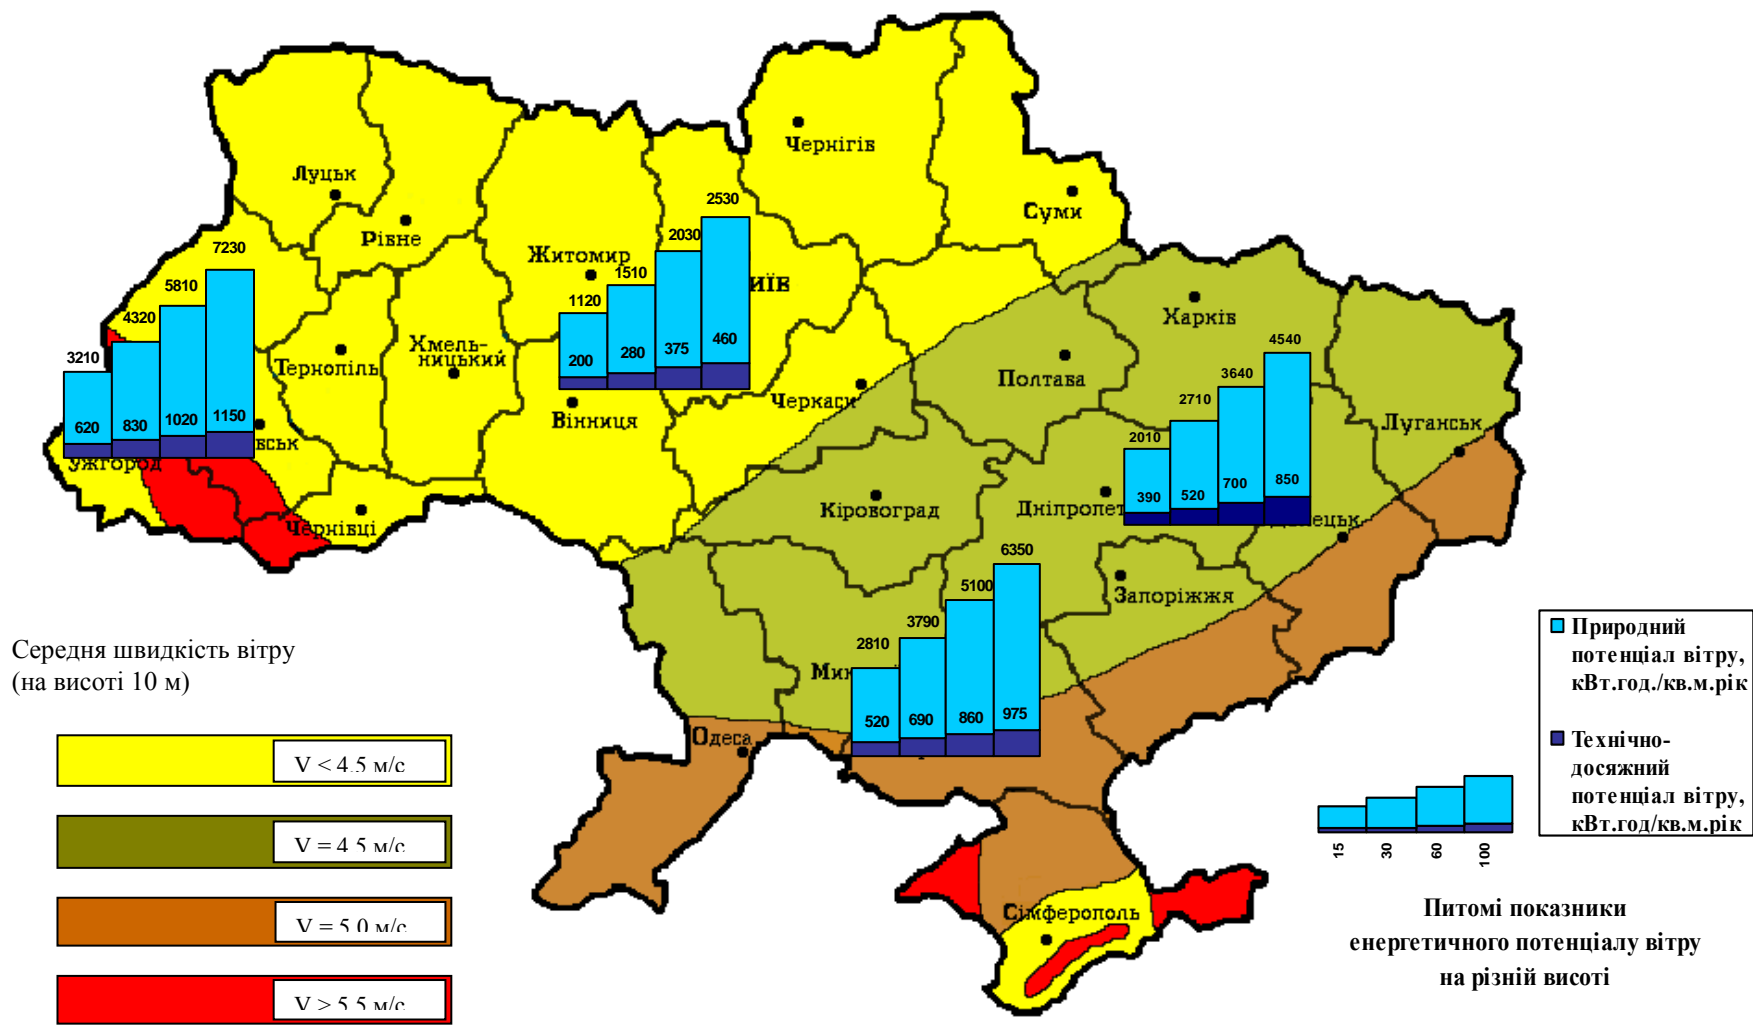 Чернігів
Луцьк
Суми
Рівне
2530
7230
2030
Житомир
1510
ИЇВ
5810
1120
4320
Харків
Хмель-
ницький
3210
Тернопіль
200
280
375
460
4540
Полтава
3640
Черкаси
2710
Вінниця
620
830
1020
1150
2010
Луганськ
вськ
Ужгород
390
520
700
850
Кіровоград
Дніпропет
Чернівці
нецьк
6350
5100
Запоріжжя
3790
2810
Мик
520
690
860
975
Одеса
Сімферополь
Середня швидкість вітру
(на висоті 10 м)
V < 4.5 м/с
V = 4.5 м/с
V = 5.0 м/с
V > 5.5 м/с
Природний
потенціал вітру,
кВт.год./кв.м.рік
Технічно-
досяжний
потенціал вітру,
кВт.год/кв.м.рік
15
30
60
100
Питомі показники
енергетичного потенціалу вітру
на різній висоті